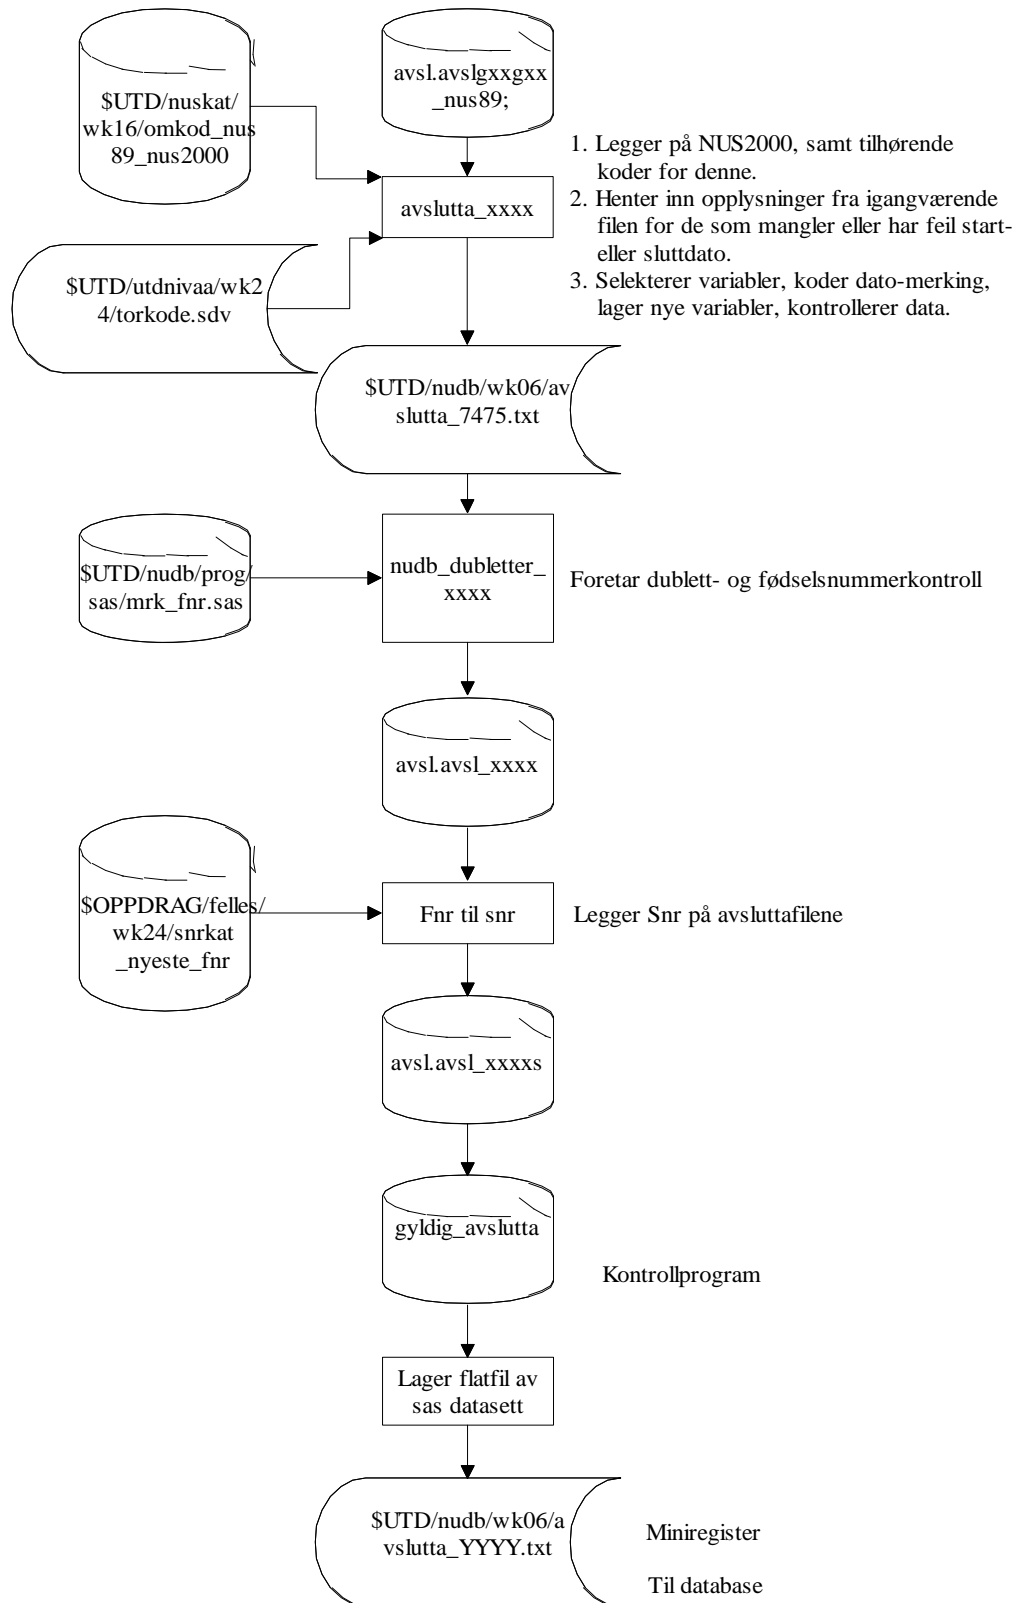 $UTD/nuskat/
wk16/omkod_nus
89_nus2000
avsl.avslgxxgxx
_nus89;
avslutta_xxxx
1. Legger på NUS2000, samt tilhørende
koder for denne.
2. Henter inn opplysninger fra igangværende
filen for de som mangler eller har feil start-
eller sluttdato.
3. Selekterer variabler, koder dato-merking,
lager nye variabler, kontrollerer data.
$UTD/utdnivaa/wk2
4/torkode.sdv
$UTD/nudb/wk06/av
slutta_7475.txt
$UTD/nudb/prog/
sas/mrk_fnr.sas
nudb_dubletter_
xxxx
Foretar dublett- og fødselsnummerkontroll
avsl.avsl_xxxx
$OPPDRAG/felles/
wk24/snrkat
_nyeste_fnr
Fnr til snr
Legger Snr på avsluttafilene
avsl.avsl_xxxxs
gyldig_avslutta
Kontrollprogram
Lager flatfil av
sas datasett
$UTD/nudb/wk06/a
vslutta_YYYY.txt
Miniregister
Til database